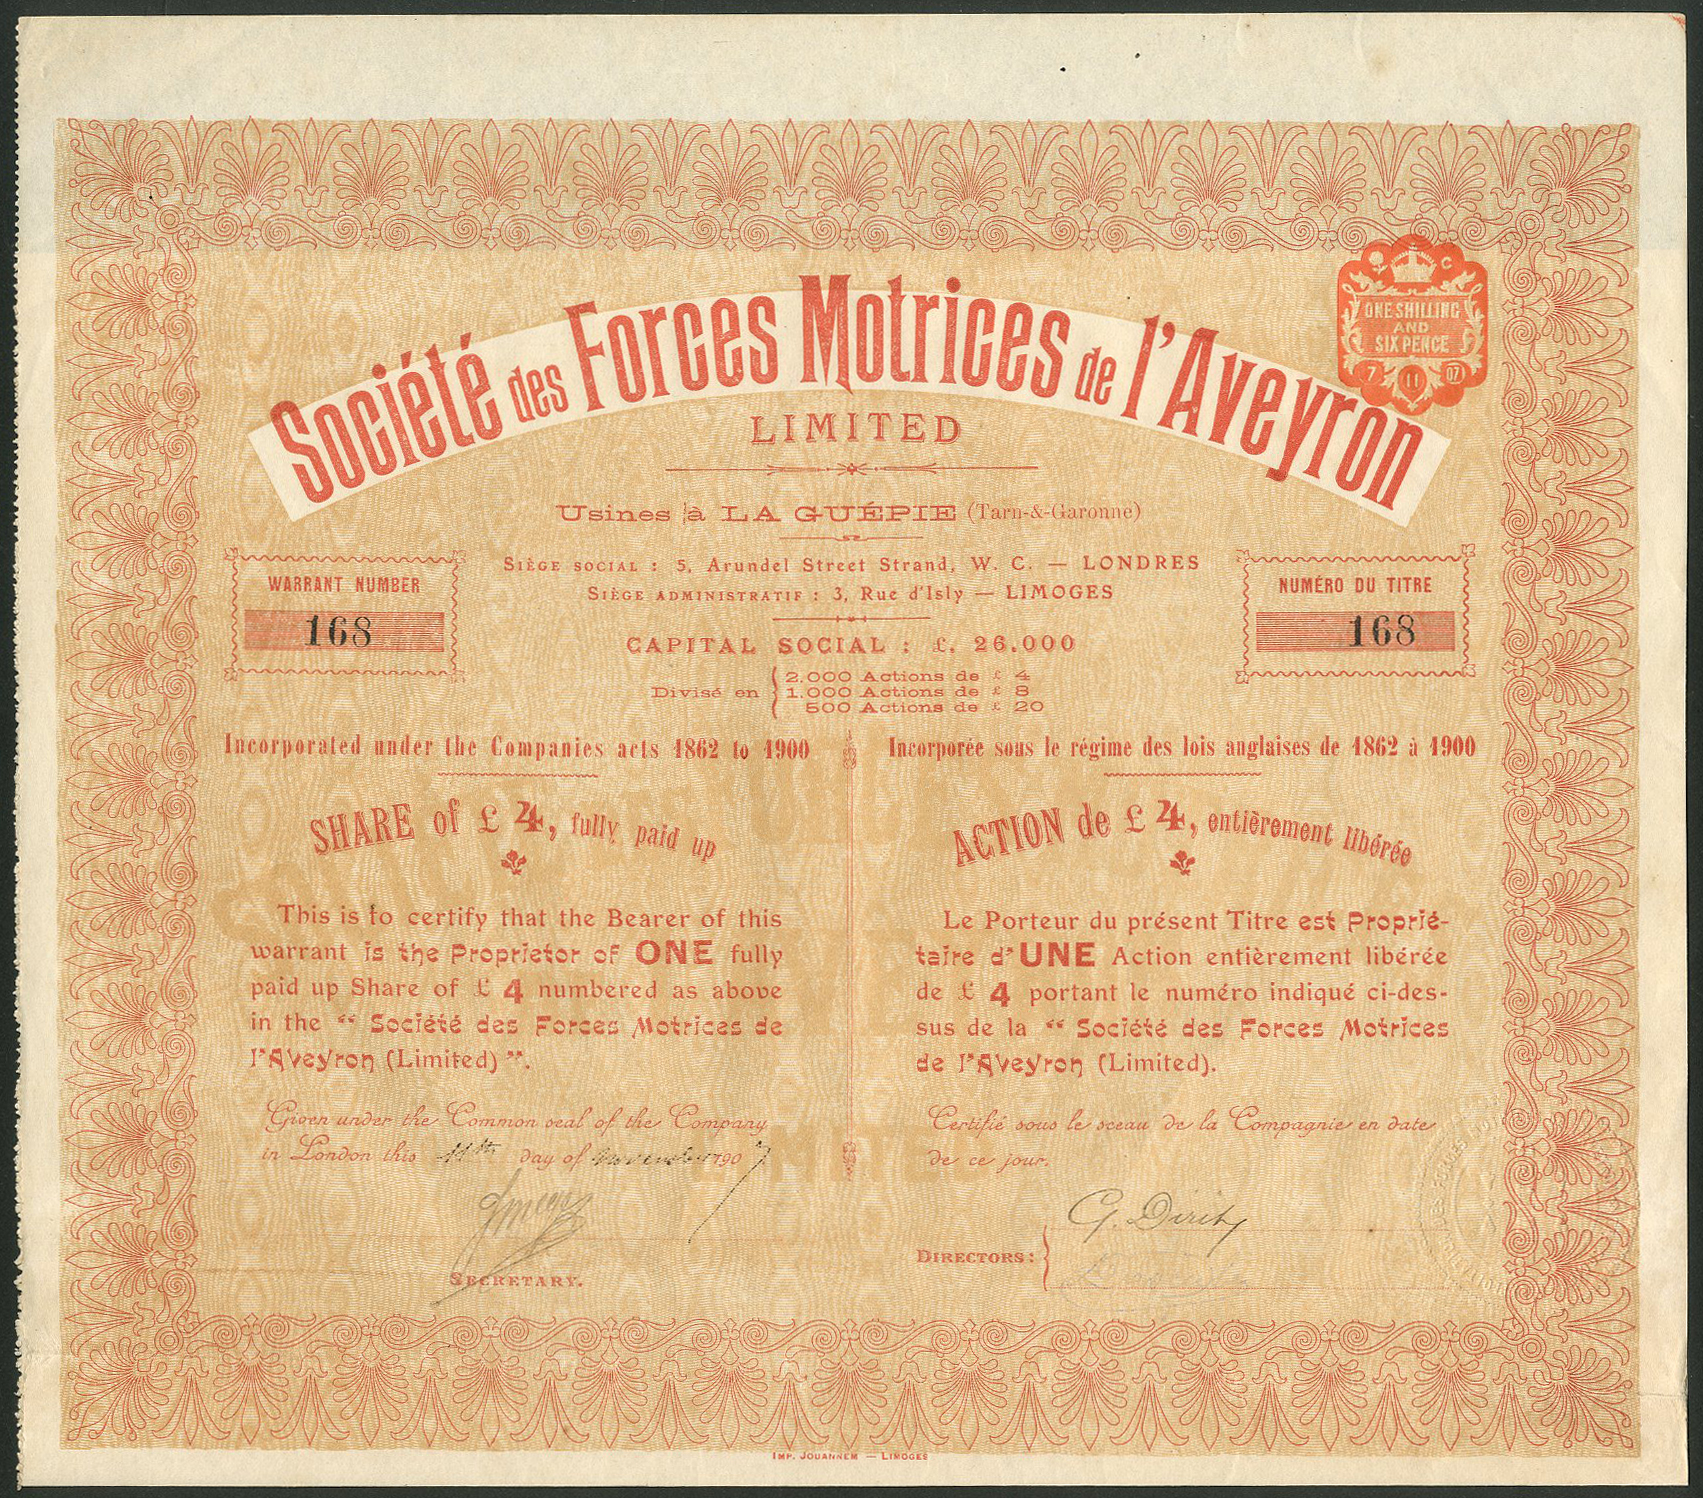 Société des Forces Motrices de l'Aveyron
LIMITED
ONE SHILLING
AND
SIX PENCE
7 11 07
Usines à LA GUÉPIE (Tarn-&-Garonne)
SIÈGE SOCIAL : 5, Arundel Street Strand, W. C. — LONDRES
SIÈGE ADMINISTRATIF : 3, Rue d'Isly — LIMOGES
WARRANT NUMBER
168
NUMÉRO DU TITRE
168
CAPITAL SOCIAL : £. 26.000
Divisé en
2.000 Actions de £ 4
1.000 Actions de £ 8
500 Actions de £ 20
Incorporated under the Companies acts 1862 to 1900
SHARE of £ 4, fully paid up
This is to certify that the Bearer of this
warrant is the Proprietor of ONE fully
paid up Share of £ 4 numbered as above
in the “ Société des Forces Motrices de
l'Aveyron (Limited) ”.
Given under the Common seal of the Company
in London this 11th day of November 1907
SECRETARY.
Incorporée sous le régime des lois anglaises de 1862 à 1900
ACTION de £ 4, entièrement libérée
Le Porteur du présent Titre est Proprié-
taire d'UNE Action entièrement libérée
de £ 4 portant le numéro indiqué ci-des-
sus de la “ Société des Forces Motrices
de l'Aveyron (Limited).
Certifié sous le sceau de la Compagnie en date
de ce jour.
DIRECTORS :
IMP. JOUANNEM — LIMOGES